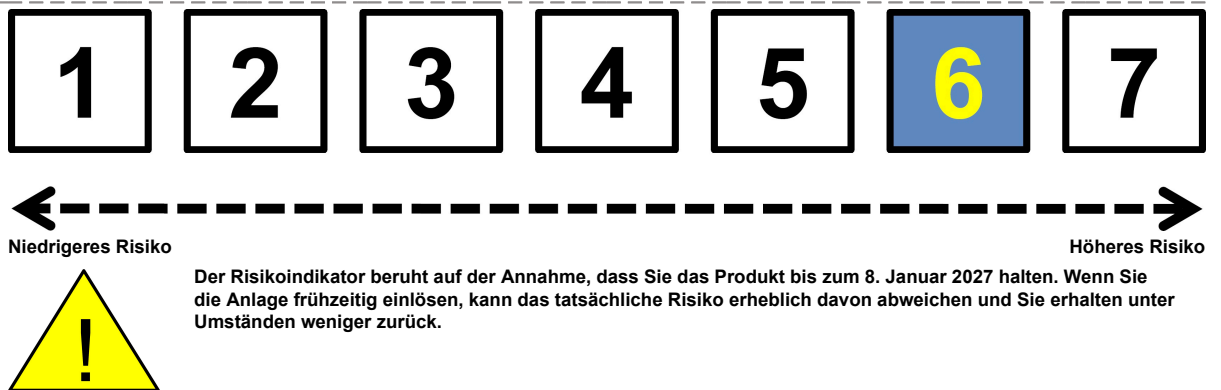 1 2 3 4 5 6 7
Niedrigeres Risiko Höheres Risiko
Der Risikoindikator beruht auf der Annahme, dass Sie das Produkt bis zum 8. Januar 2027 halten. Wenn Sie
die Anlage frühzeitig einlösen, kann das tatsächliche Risiko erheblich davon abweichen und Sie erhalten unter
Umständen weniger zurück.
!